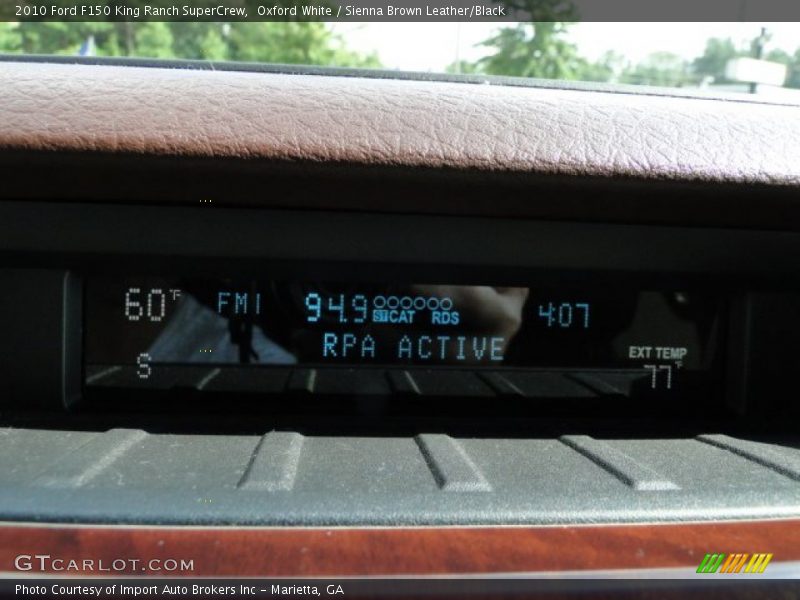 2010 Ford F150 King Ranch SuperCrew,  Oxford White / Sienna Brown Leather/Black
60°F FM1 94.9 ST CAT RDS 4:07
RPA ACTIVE
EXT TEMP
S 77°F
GTCARLOT.COM
Photo Courtesy of Import Auto Brokers Inc – Marietta, GA